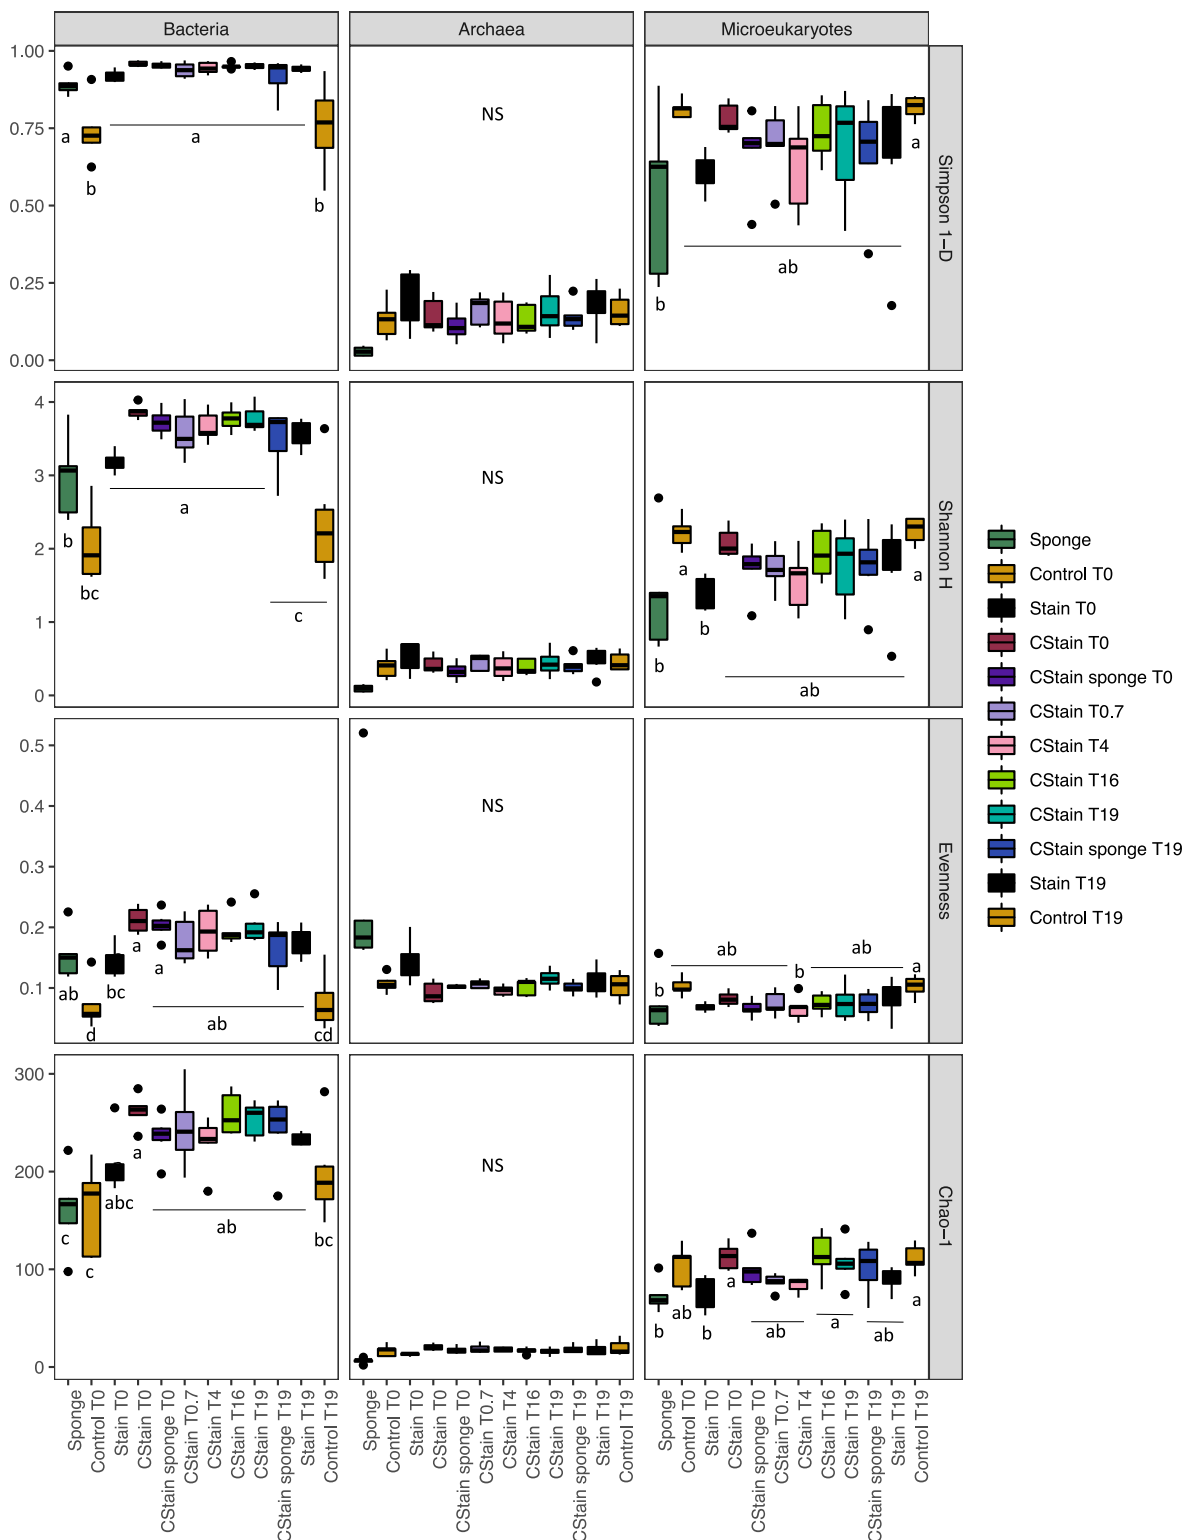 Bacteria
Archaea
Microeukaryotes
1.00
0.75
0.50
0.25
0.00
a
b
a
b
NS
b
ab
a
Simpson 1−D
4
3
2
1
0
b
bc
a
c
NS
b
a
b
ab
a
Shannon H
0.5
0.4
0.3
0.2
0.1
ab
d
bc
a
a
ab
cd
NS
b
ab
b
ab
a
Evenness
300
200
100
0
c
c
abc
a
ab
bc
NS
b
ab
b
a
ab
a
ab
a
Chao−1
Sponge
Control T0
Stain T0
CStain T0
CStain sponge T0
CStain T0.7
CStain T4
CStain T16
CStain T19
CStain sponge T19
Stain T19
Control T19
Sponge
Control T0
Stain T0
CStain T0
CStain sponge T0
CStain T0.7
CStain T4
CStain T16
CStain T19
CStain sponge T19
Stain T19
Control T19
Sponge
Control T0
Stain T0
CStain T0
CStain sponge T0
CStain T0.7
CStain T4
CStain T16
CStain T19
CStain sponge T19
Stain T19
Control T19
Sponge
Control T0
Stain T0
CStain T0
CStain sponge T0
CStain T0.7
CStain T4
CStain T16
CStain T19
CStain sponge T19
Stain T19
Control T19